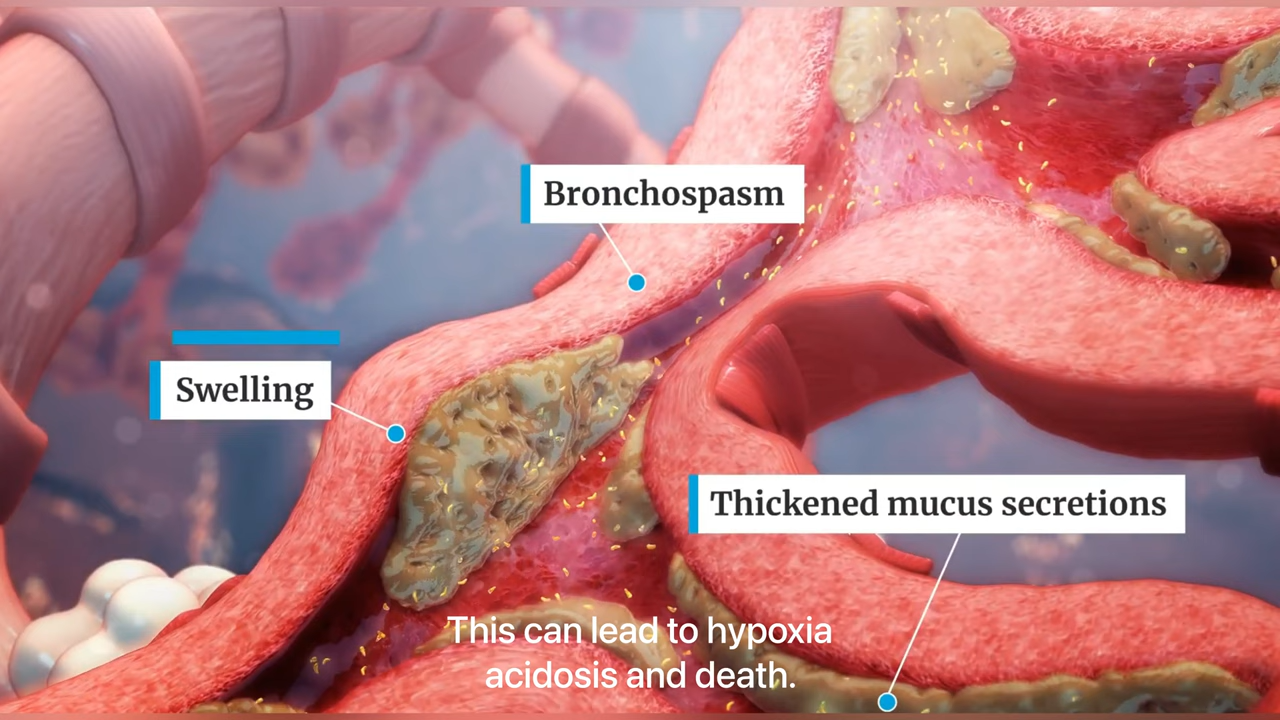 Bronchospasm
Swelling
Thickened mucus secretions
This can lead to hypoxia
acidosis and death.